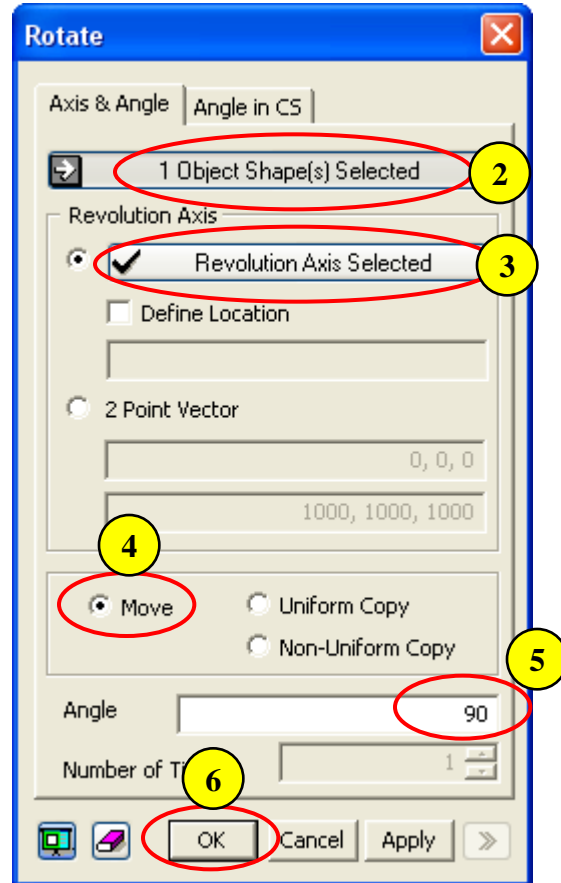 Rotate
Axis & Angle Angle in CS
1 Object Shape(s) Selected 2
Revolution Axis
Revolution Axis Selected 3
Define Location
2 Point Vector
0, 0, 0
1000, 1000, 1000
4
Move Uniform Copy
Non-Uniform Copy
5
Angle 90
Number of 1
6
OK Cancel Apply